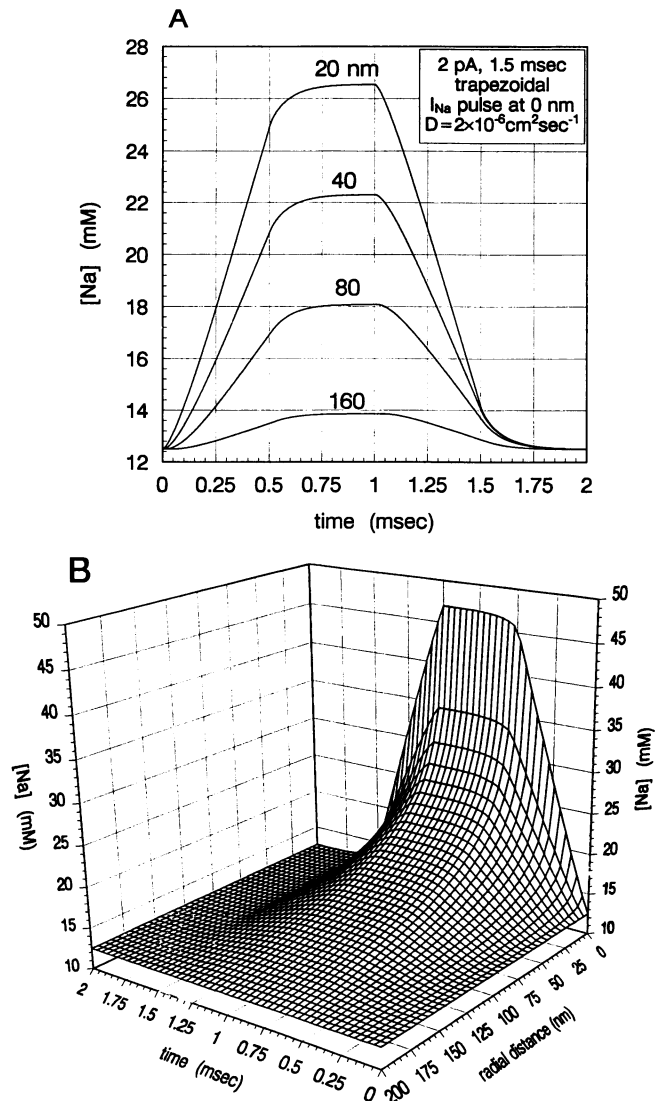 A
28
26
24
22
20
18
16
14
12
[Na] (mM)
20 nm
40
80
160
2 pA, 1.5 msec
trapezoidal
I_Na pulse at 0 nm
D=2×10⁻⁶cm²sec⁻¹
0 0.25 0.5 0.75 1 1.25 1.5 1.75 2
time (msec)
B
50
45
40
35
30
25
20
15
10
[Na] (mM)
50
45
40
35
30
25
20
15
10
[Na] (mM)
2 1.75 1.5 1.25 1 0.75 0.5 0.25 0
time (msec)
200 175 150 125 100 75 50 25 0
radial distance (nm)